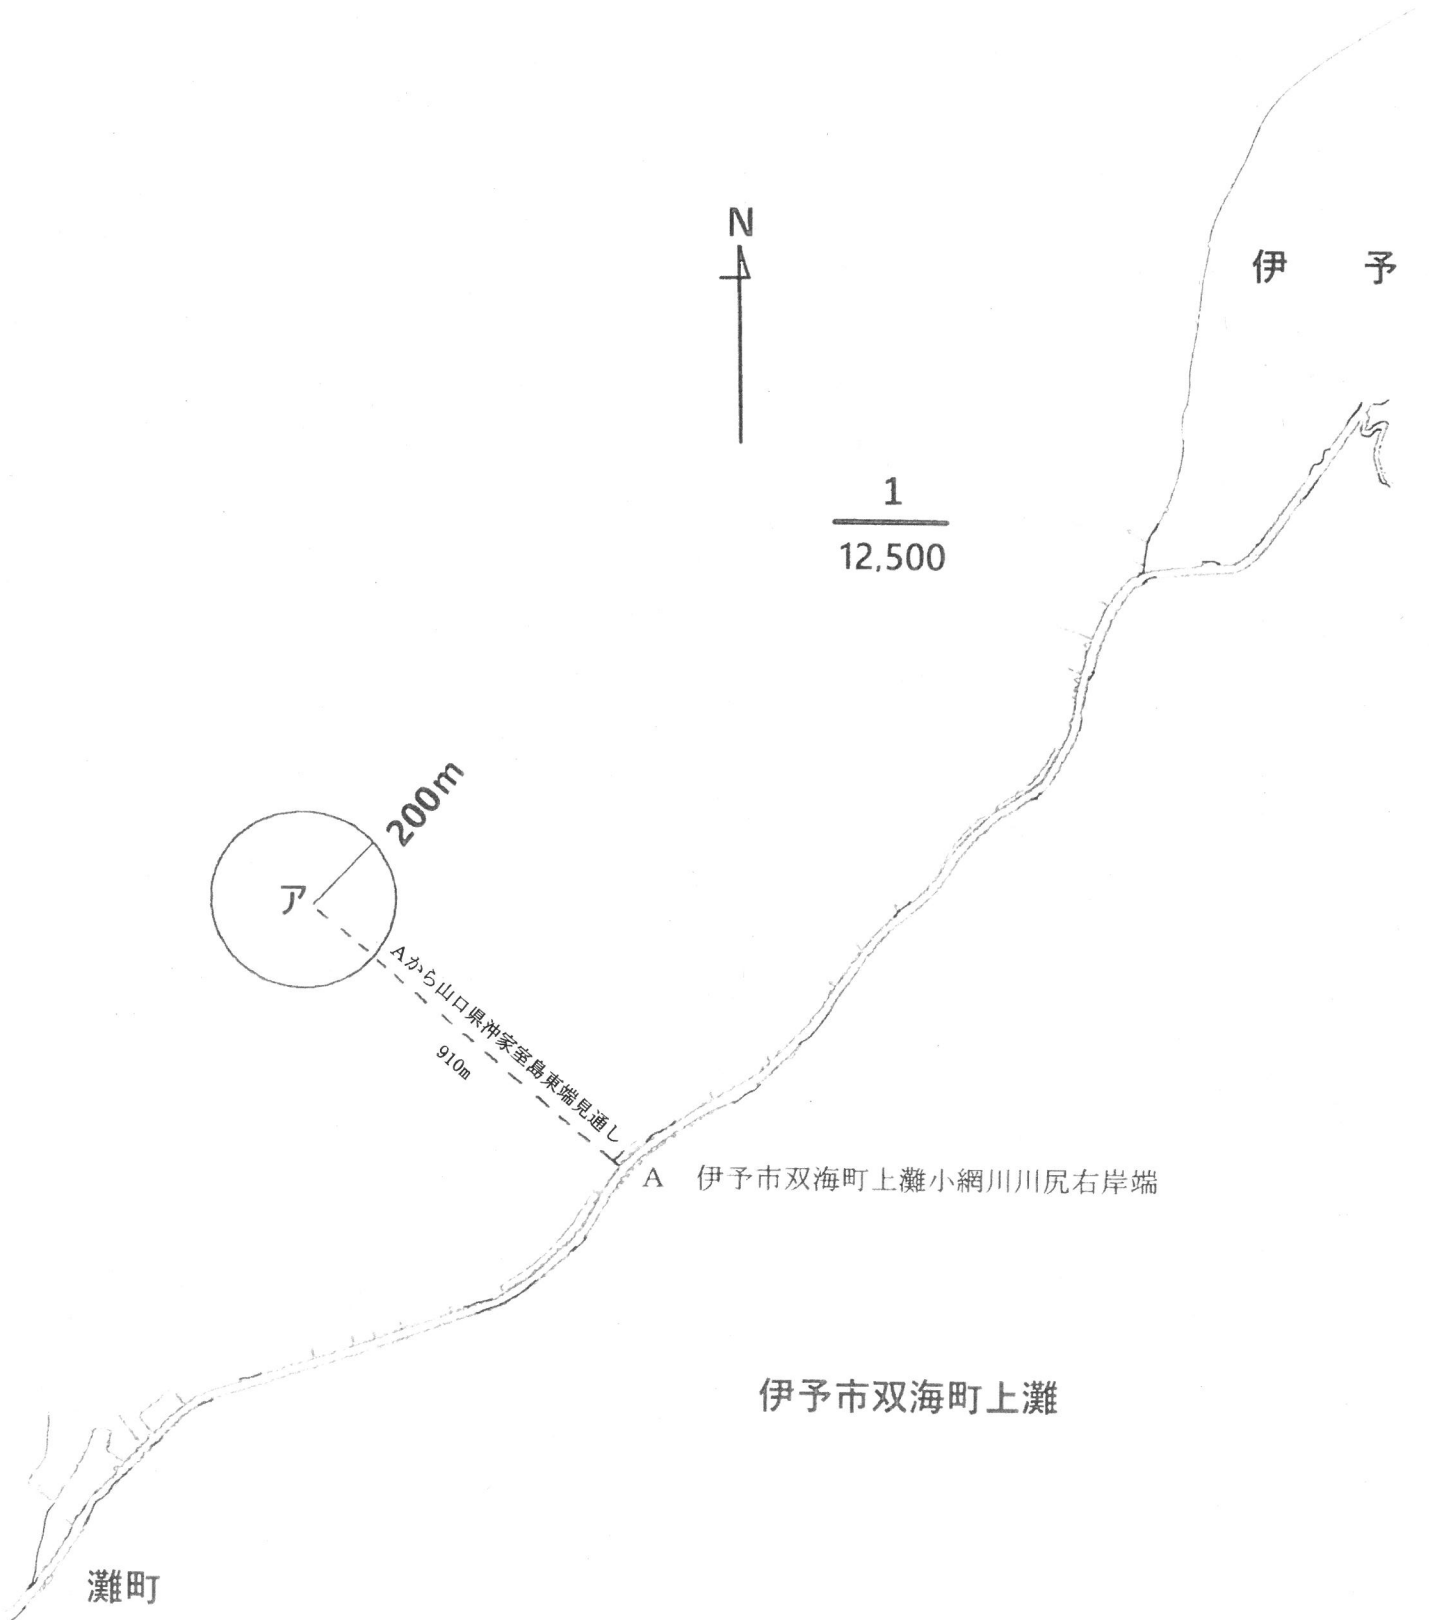 N
伊 予
1
12,500
200m
ア
Aから山口県沖家室島東端見通し
910m
A 伊予市双海町上灘小網川川尻右岸端
伊予市双海町上灘
灘町